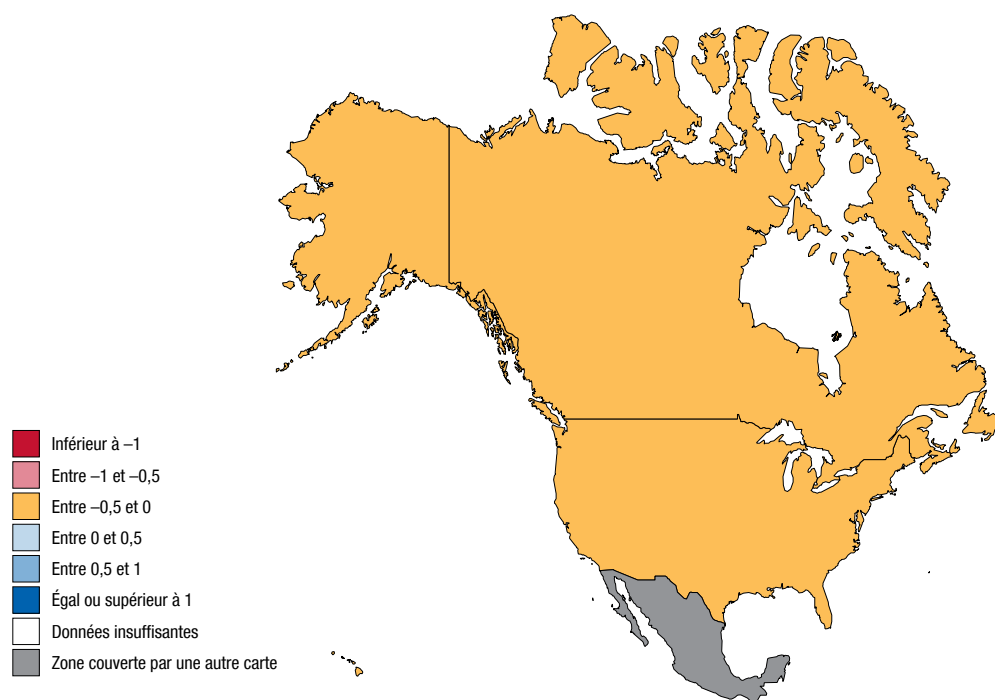 Inférieur à –1
Entre –1 et –0,5
Entre –0,5 et 0
Entre 0 et 0,5
Entre 0,5 et 1
Égal ou supérieur à 1
Données insuffisantes
Zone couverte par une autre carte